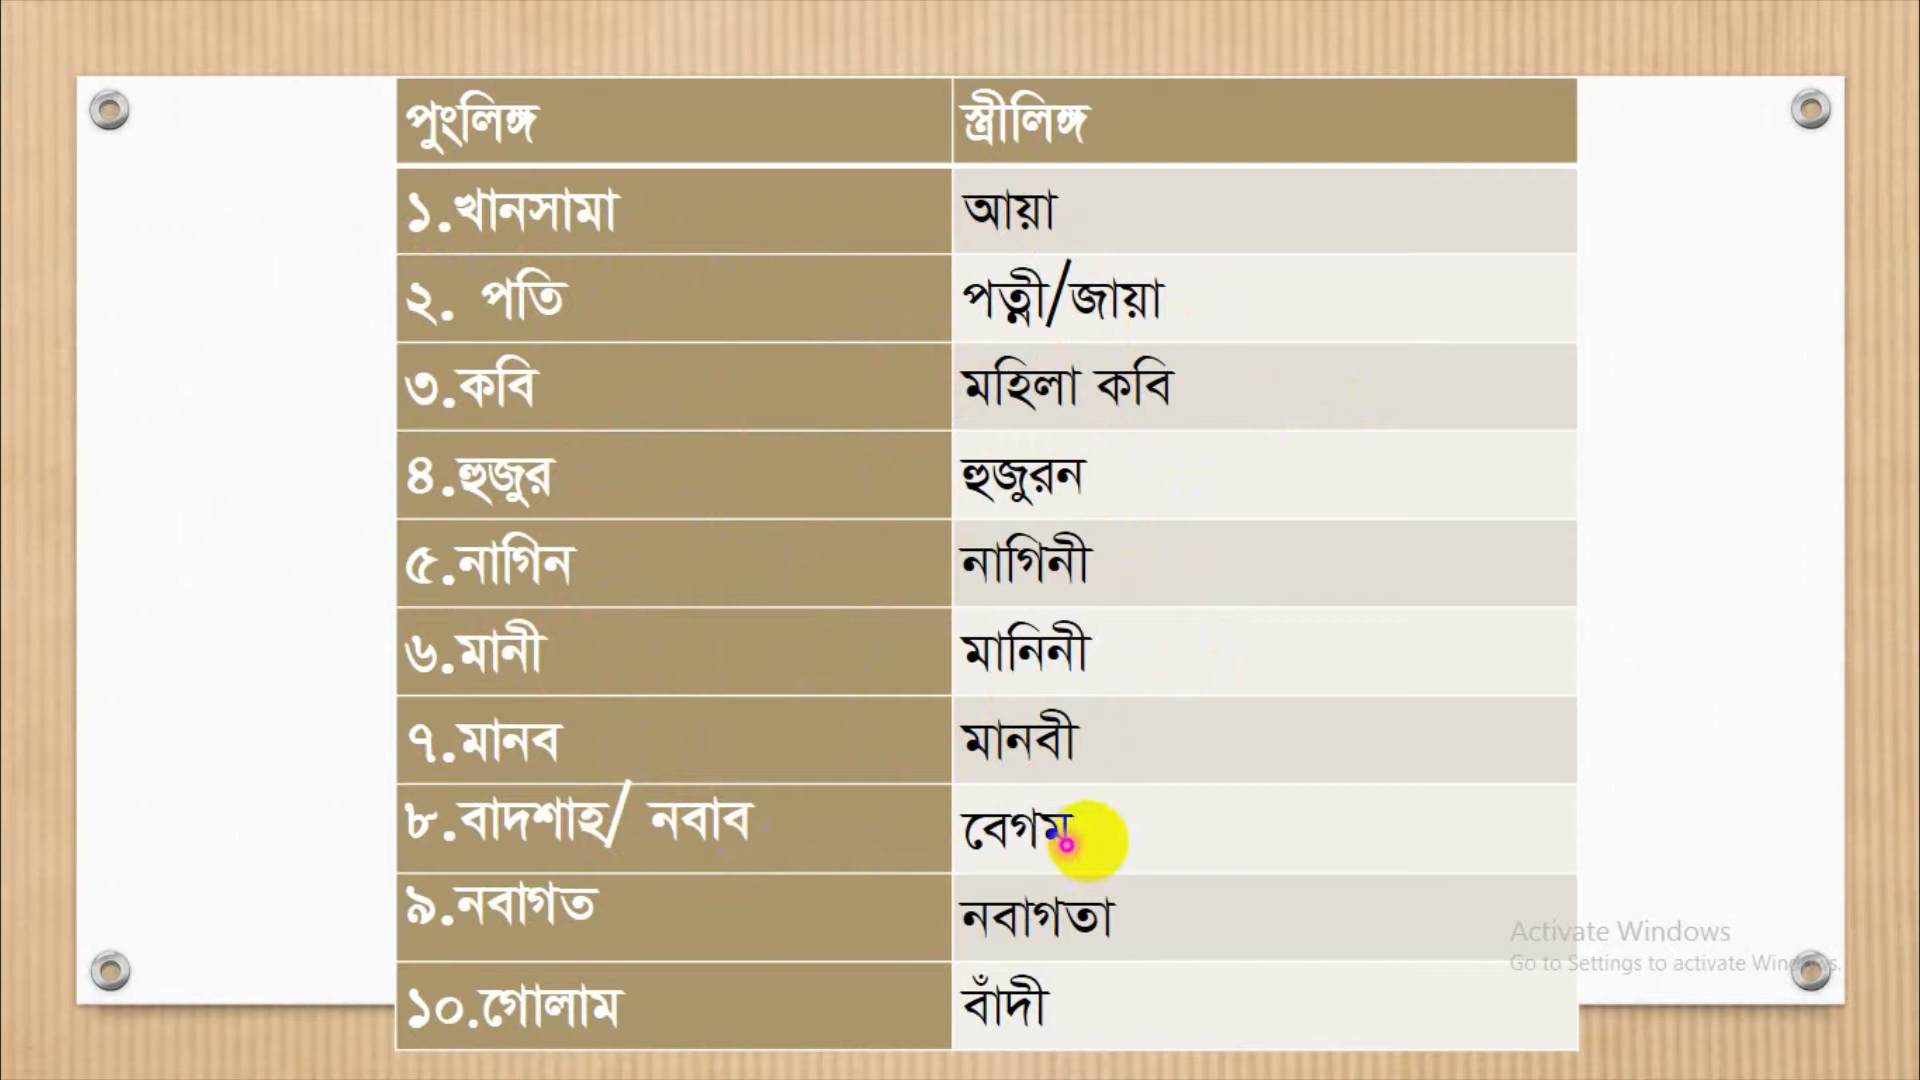 পুংলিঙ্গ স্ত্রীলিঙ্গ
১.খানসামা আয়া
২. পতি পত্নী/জায়া
৩.কবি মহিলা কবি
৪.হুজুর হুজুরন
৫.নাগিন নাগিনী
৬.মানী মানিনী
৭.মানব মানবী
৮.বাদশাহ/ নবাব বেগম
৯.নবাগত নবাগতা
১০.গোলাম বাঁদী
Activate Windows
Go to Settings to activate Windows.